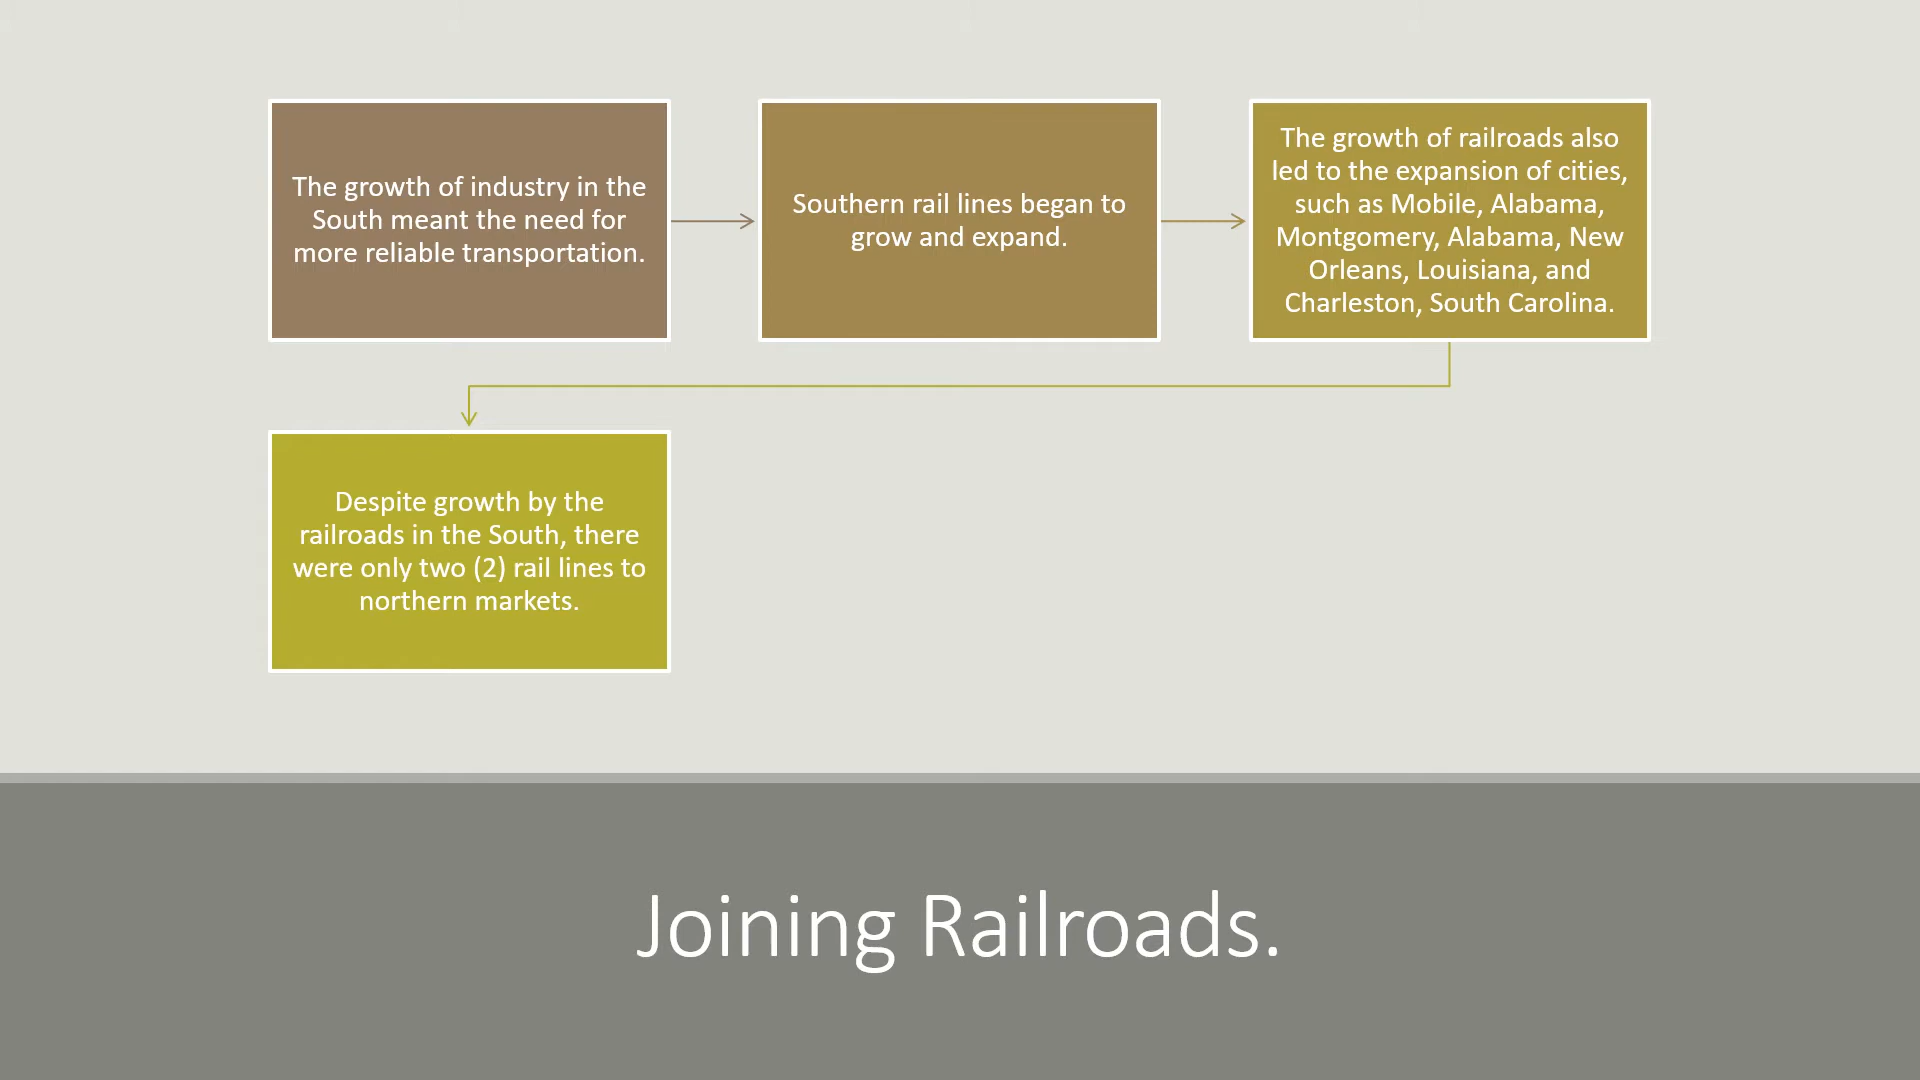 The growth of industry in the
South meant the need for
more reliable transportation.
Southern rail lines began to
grow and expand.
The growth of railroads also
led to the expansion of cities,
such as Mobile, Alabama,
Montgomery, Alabama, New
Orleans, Louisiana, and
Charleston, South Carolina.
Despite growth by the
railroads in the South, there
were only two (2) rail lines to
northern markets.
Joining Railroads.